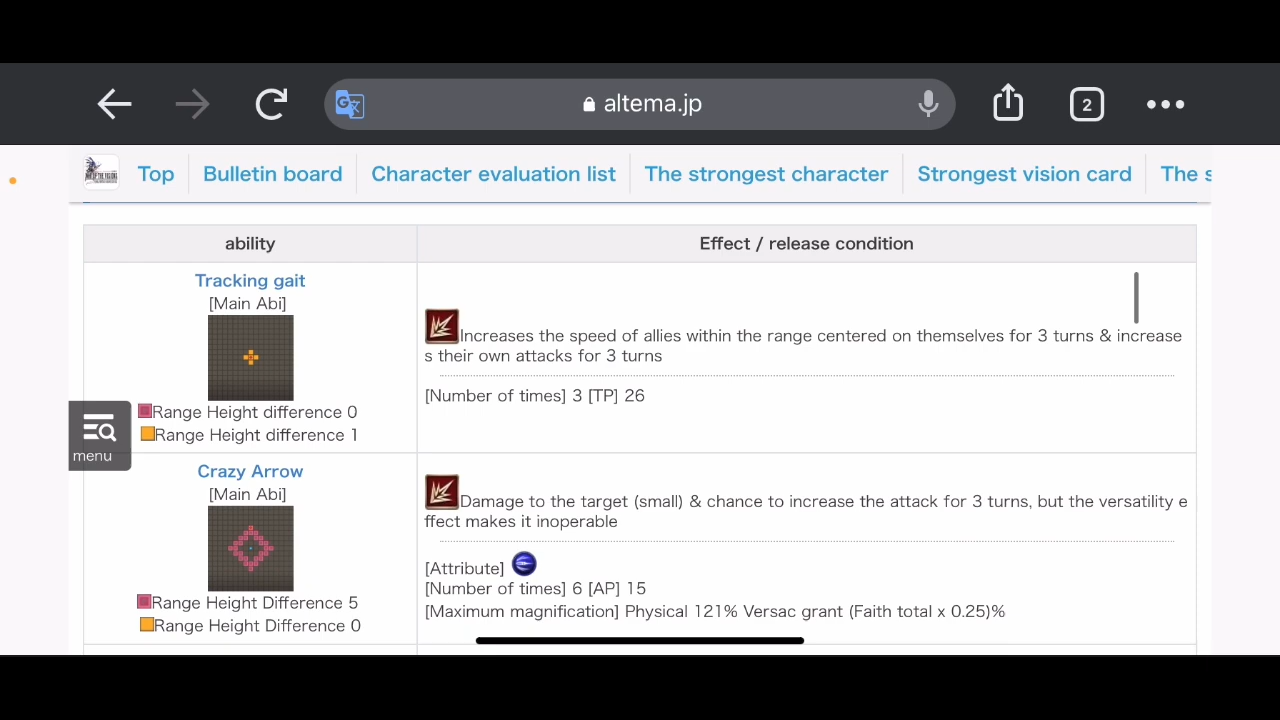 altema.jp
2
Top
Bulletin board
Character evaluation list
The strongest character
Strongest vision card
The s
ability
Effect / release condition
Tracking gait
[Main Abi]
Range Height difference 0
Range Height difference 1
Increases the speed of allies within the range centered on themselves for 3 turns & increase
s their own attacks for 3 turns
[Number of times] 3 [TP] 26
menu
Crazy Arrow
[Main Abi]
Range Height Difference 5
Range Height Difference 0
Damage to the target (small) & chance to increase the attack for 3 turns, but the versatility e
ffect makes it inoperable
[Attribute]
[Number of times] 6 [AP] 15
[Maximum magnification] Physical 121% Versac grant (Faith total x 0.25)%